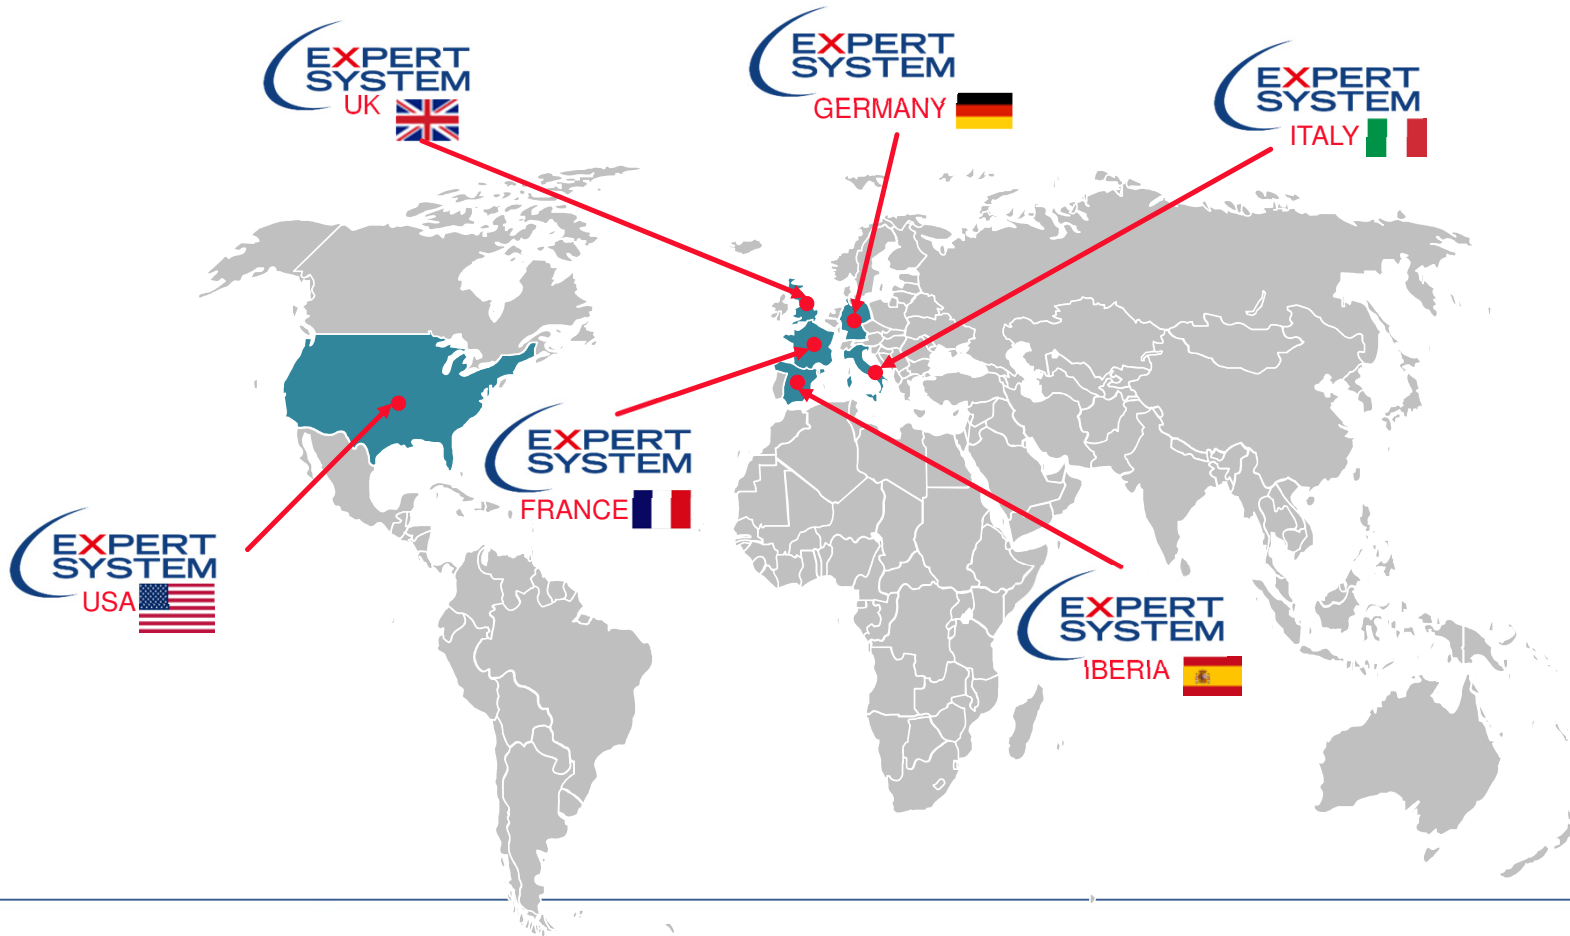 EXPERT
SYSTEM
UK
EXPERT
SYSTEM
GERMANY
EXPERT
SYSTEM
ITALY
EXPERT
SYSTEM
FRANCE
EXPERT
SYSTEM
USA
EXPERT
SYSTEM
IBERIA